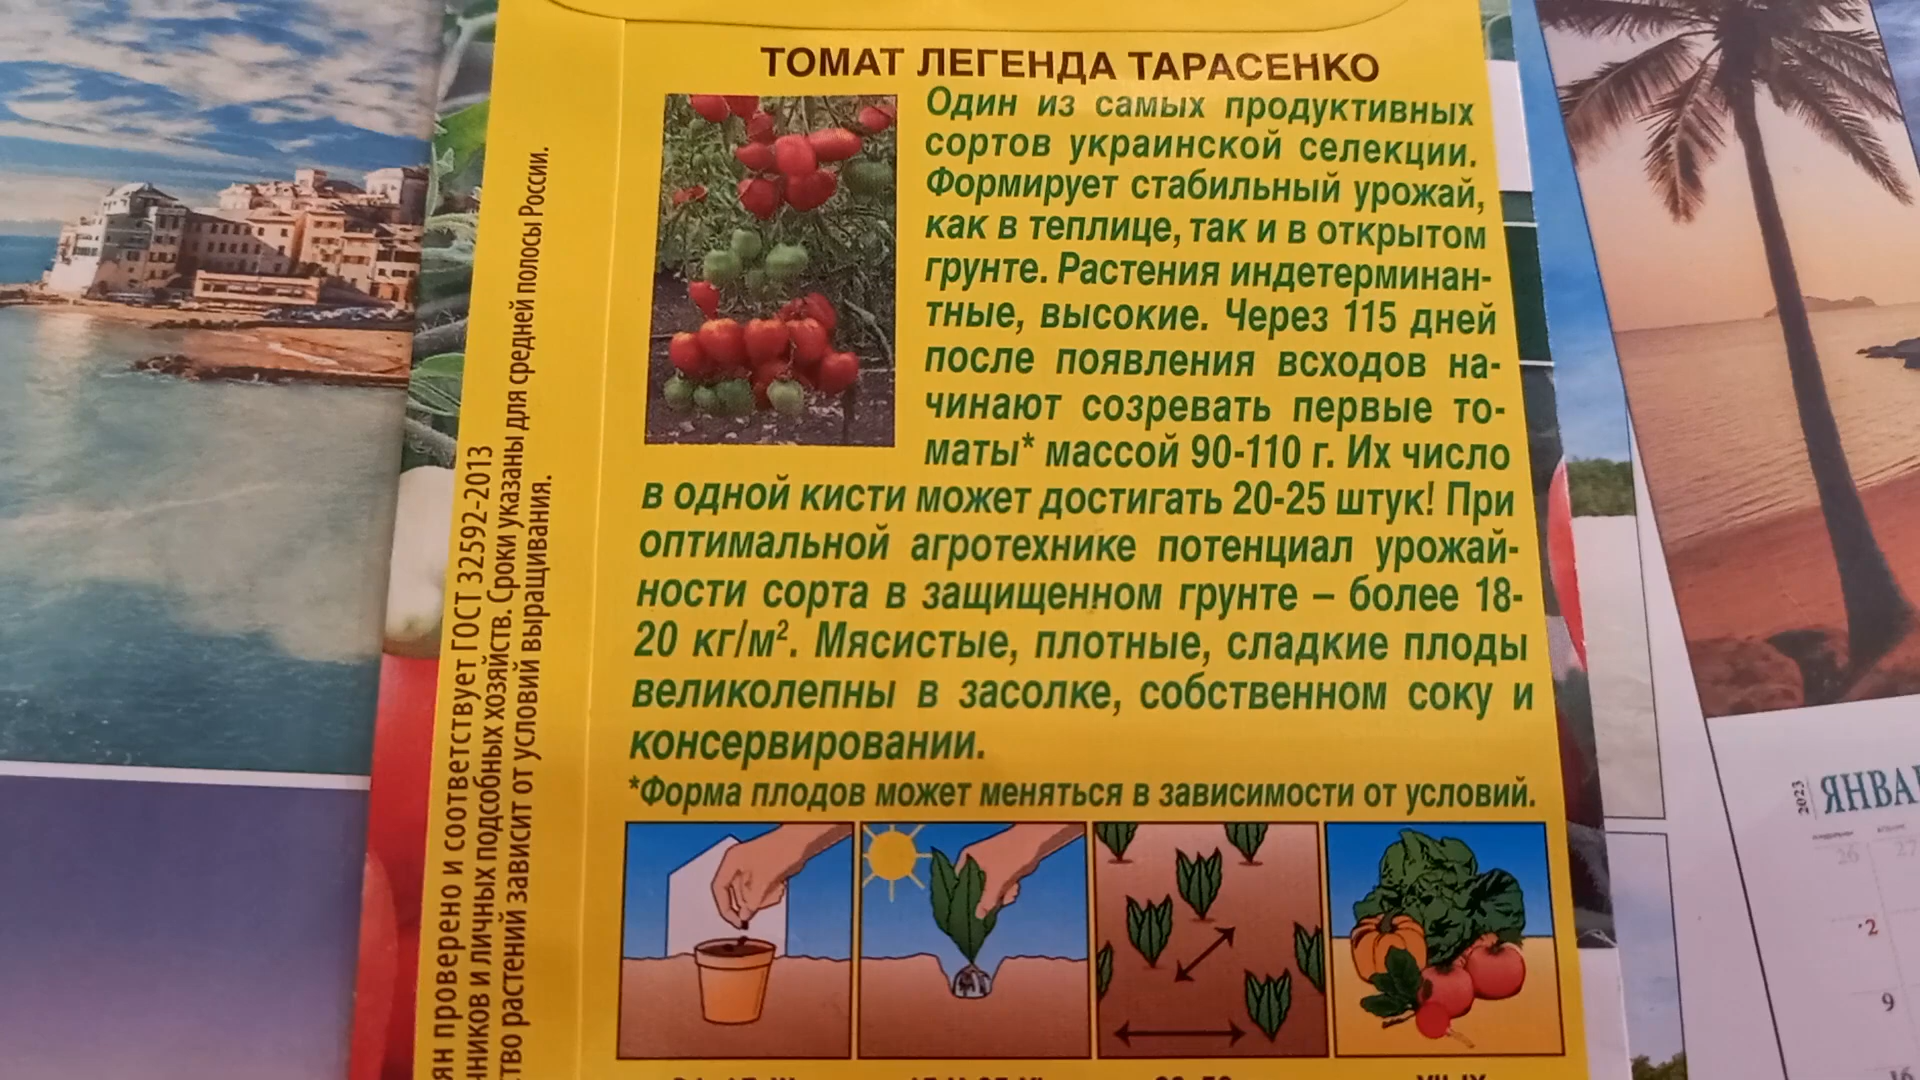 ТОМАТ ЛЕГЕНДА ТАРАСЕНКО
Один из самых продуктивных
сортов украинской селекции.
Формирует стабильный урожай,
как в теплице, так и в открытом
грунте. Растения индетерминан-
тные, высокие. Через 115 дней
после появления всходов на-
чинают созревать первые то-
маты* массой 90-110 г. Их число
в одной кисти может достигать 20-25 штук! При
оптимальной агротехнике потенциал урожай-
ности сорта в защищенном грунте – более 18-
20 кг/м². Мясистые, плотные, сладкие плоды
великолепны в засолке, собственном соку и
консервировании.
*Форма плодов может меняться в зависимости от условий.
проверено и соответствует ГОСТ 32592-2013
и личных подсобных хозяйств. Сроки указаны для средней полосы России.
растений зависит от условий выращивания.
2023
ЯНВА
26 27
2
9
16